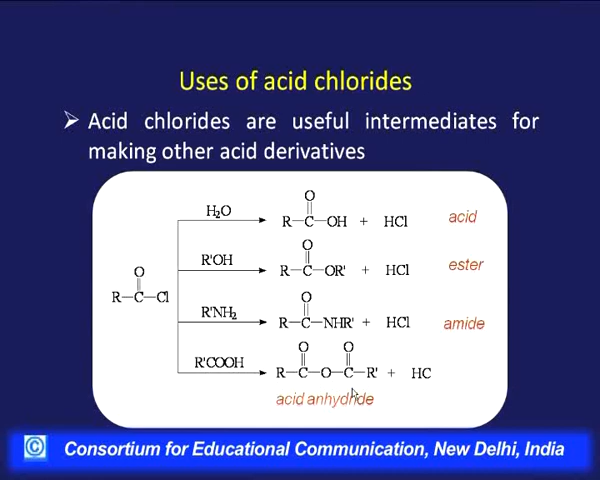 Uses of acid chlorides
➢ Acid chlorides are useful intermediates for
making other acid derivatives
H₂O
O
R—C—OH + HCl acid
R'OH
O
R—C—OR' + HCl ester
O
R—C—Cl
R'NH₂
O
R—C—NHR' + HCl amide
R'COOH
O O
R—C—O—C—R' + HC
acid anhydride
© Consortium for Educational Communication, New Delhi, India